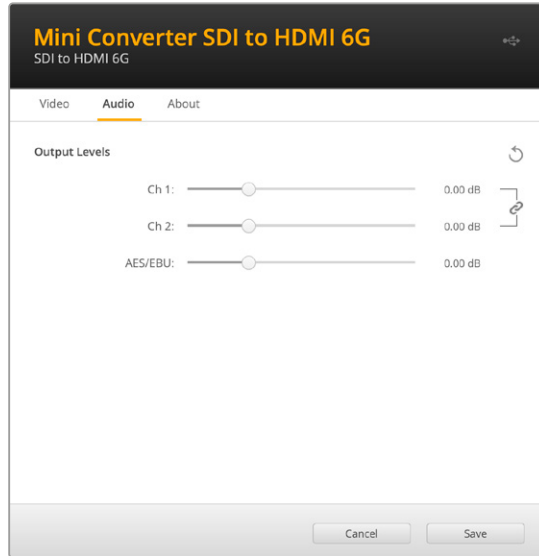 Mini Converter SDI to HDMI 6G
SDI to HDMI 6G
Video Audio About
Output Levels
Ch 1: 0.00 dB
Ch 2: 0.00 dB
AES/EBU: 0.00 dB
Cancel Save